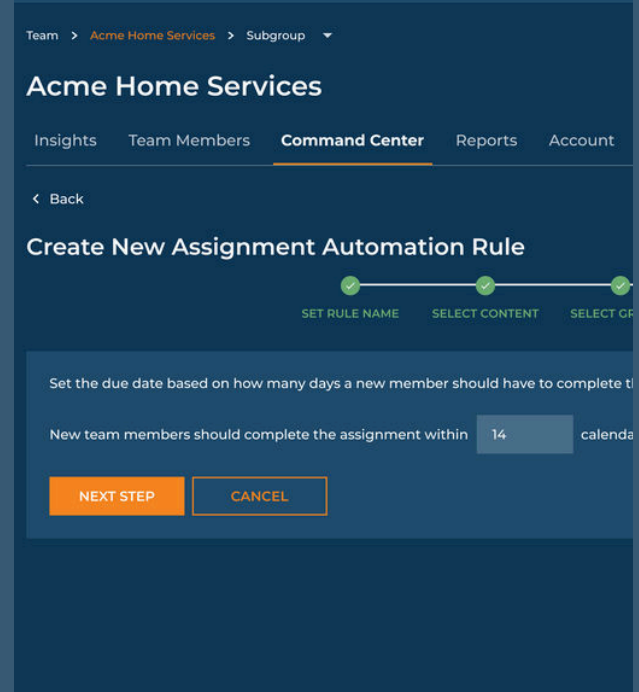 Team > Acme Home Services > Subgroup
Acme Home Services
Insights Team Members Command Center Reports Account
< Back
Create New Assignment Automation Rule
SET RULE NAME SELECT CONTENT SELECT
Set the due date based on how many days a new member should have to complete
New team members should complete the assignment within 14
NEXT STEP CANCEL